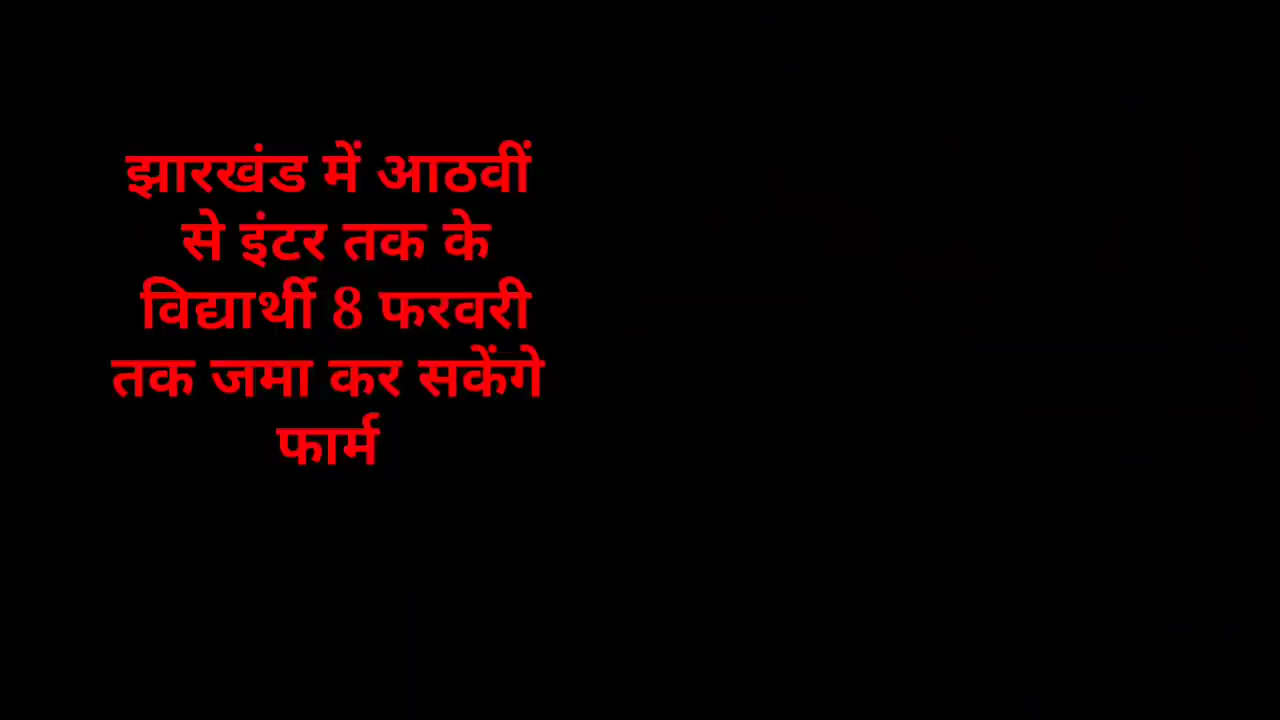 झारखंड में आठवीं
से इंटर तक के
विद्यार्थी 8 फरवरी
तक जमा कर सकेंगे
फार्म